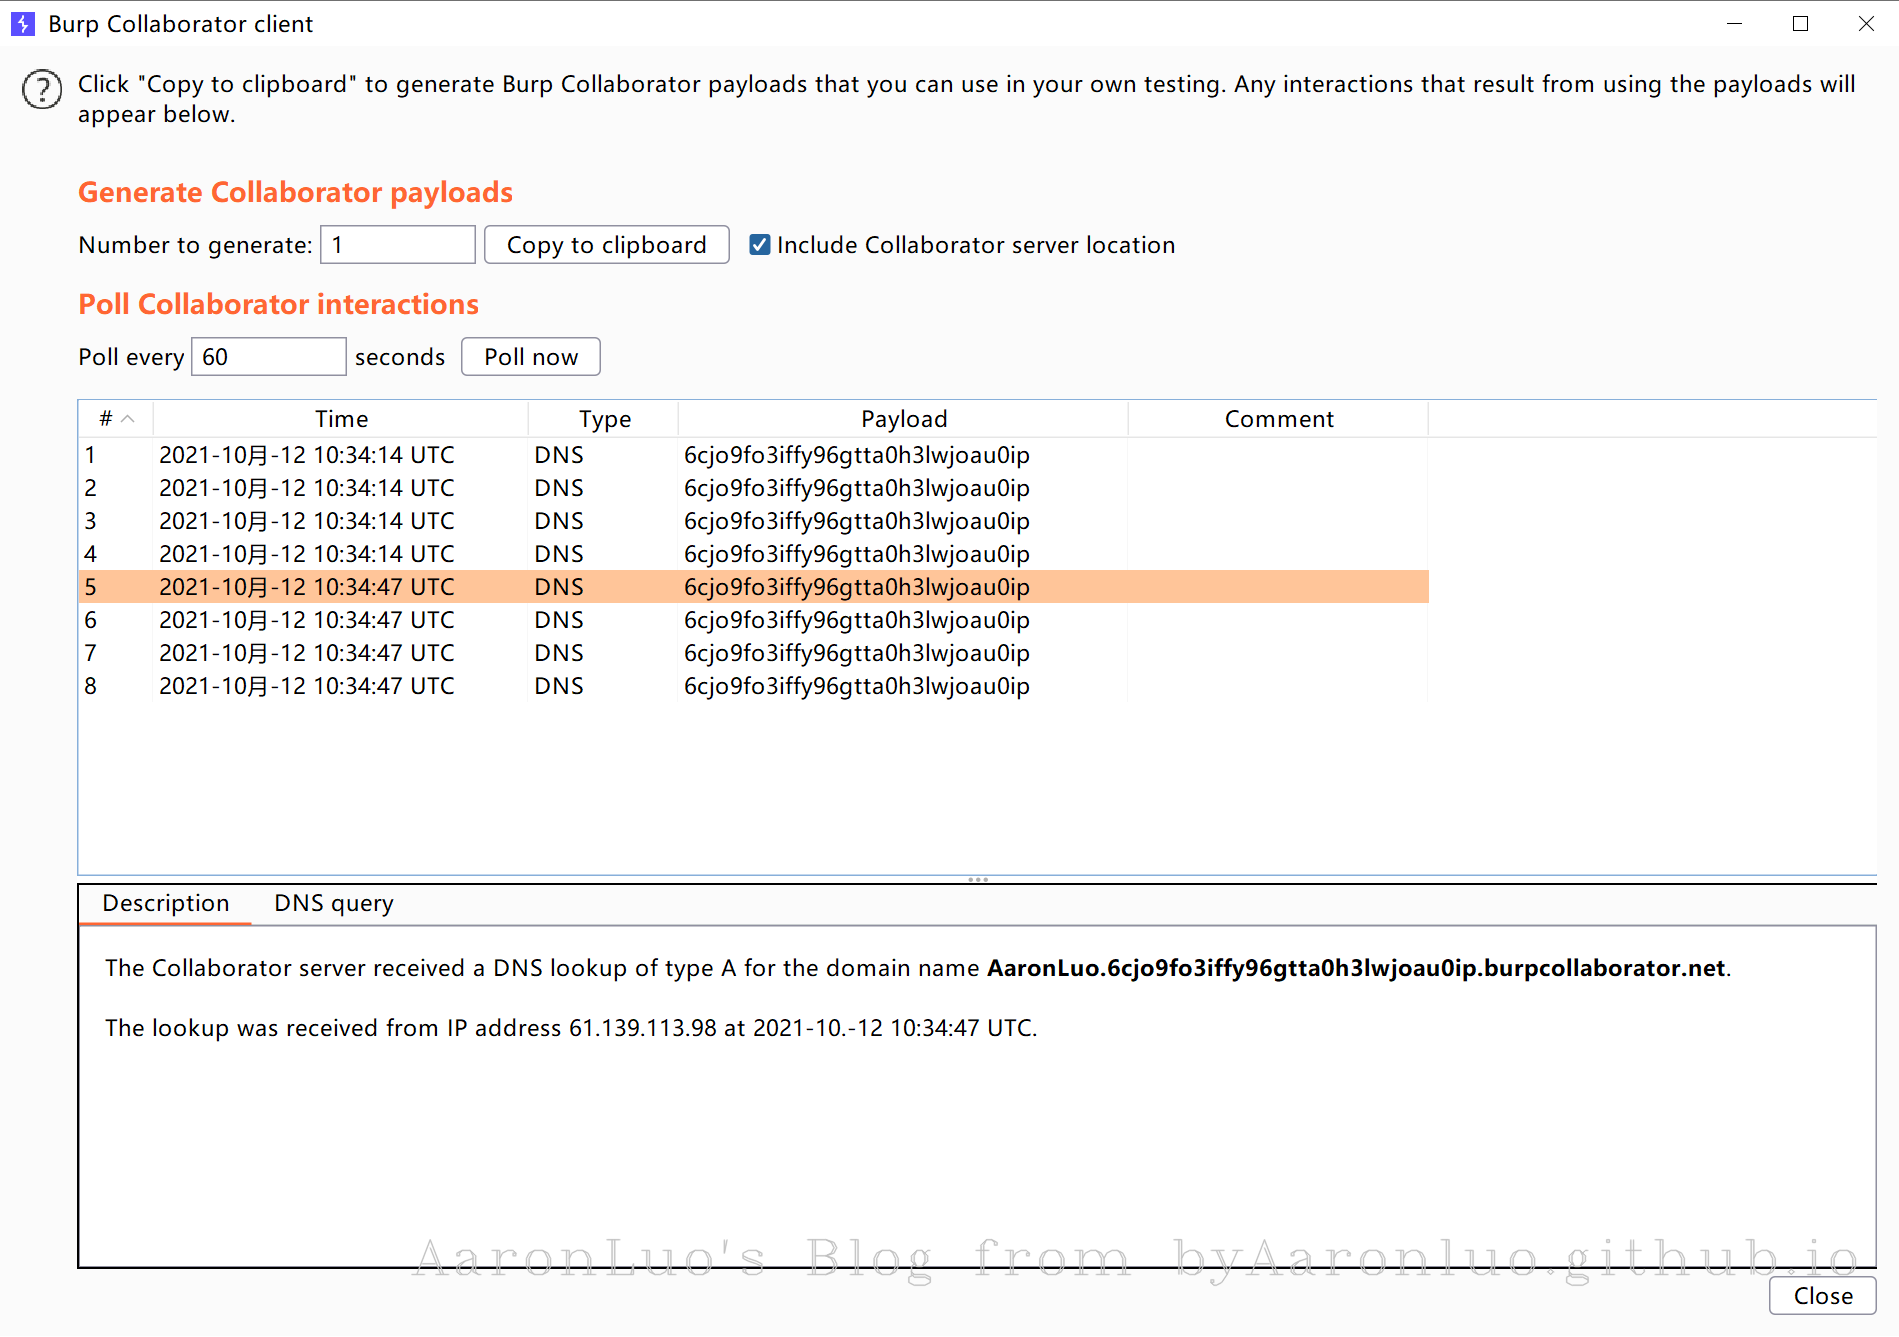 Burp Collaborator client
Click "Copy to clipboard" to generate Burp Collaborator payloads that you can use in your own testing. Any interactions that result from using the payloads will
appear below.
Generate Collaborator payloads
Number to generate: 1 Copy to clipboard Include Collaborator server location
Poll Collaborator interactions
Poll every 60 seconds Poll now
# Time Type Payload Comment
1 2021-10月-12 10:34:14 UTC DNS 6cjo9fo3iffy96gtta0h3lwjoau0ip
2 2021-10月-12 10:34:14 UTC DNS 6cjo9fo3iffy96gtta0h3lwjoau0ip
3 2021-10月-12 10:34:14 UTC DNS 6cjo9fo3iffy96gtta0h3lwjoau0ip
4 2021-10月-12 10:34:14 UTC DNS 6cjo9fo3iffy96gtta0h3lwjoau0ip
5 2021-10月-12 10:34:47 UTC DNS 6cjo9fo3iffy96gtta0h3lwjoau0ip
6 2021-10月-12 10:34:47 UTC DNS 6cjo9fo3iffy96gtta0h3lwjoau0ip
7 2021-10月-12 10:34:47 UTC DNS 6cjo9fo3iffy96gtta0h3lwjoau0ip
8 2021-10月-12 10:34:47 UTC DNS 6cjo9fo3iffy96gtta0h3lwjoau0ip
Description DNS query
The Collaborator server received a DNS lookup of type A for the domain name AaronLuo.6cjo9fo3iffy96gtta0h3lwjoau0ip.burpcollaborator.net.
The lookup was received from IP address 61.139.113.98 at 2021-10.-12 10:34:47 UTC.
AaronLuo's Blog from byAaronluo.github.io
Close